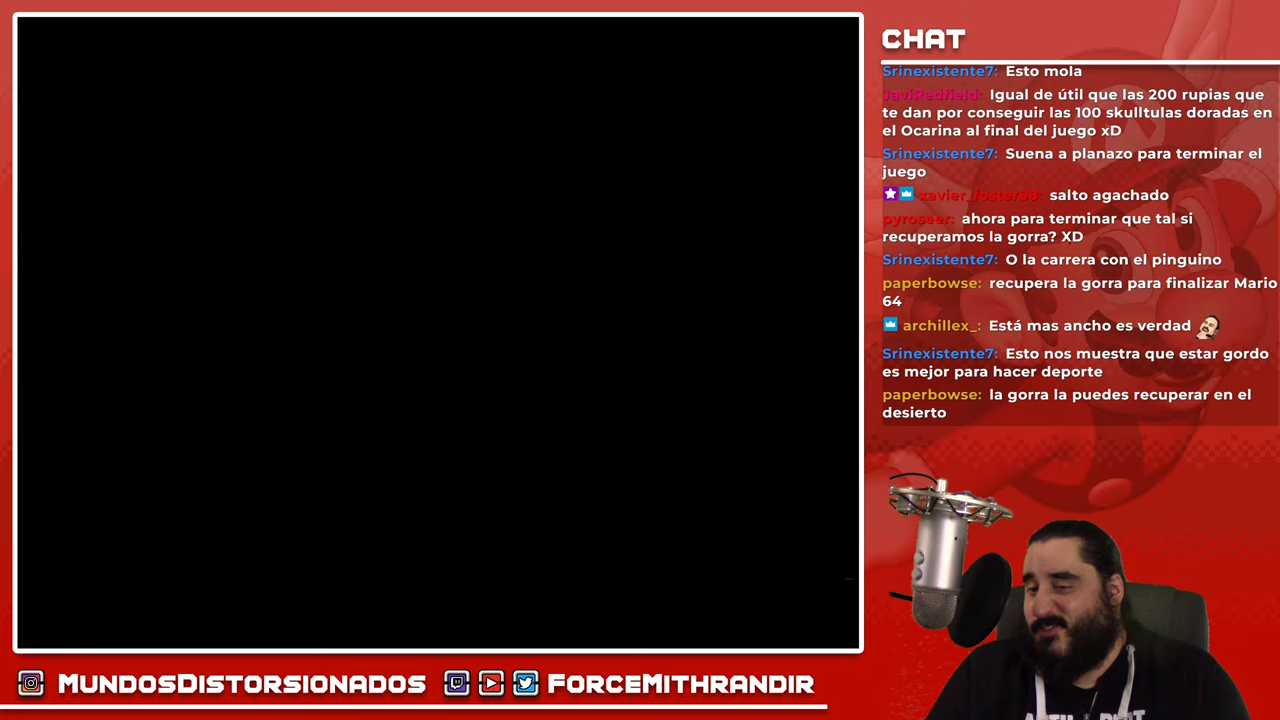 CHAT
Srinexistente7: Esto mola
JaviRedfield: Igual de útil que las 200 rupias que
te dan por conseguir las 100 skulltulas doradas en
el Ocarina al final del juego xD
Srinexistente7: Suena a planazo para terminar el
juego
xavier_foster88: salto agachado
pyroseer: ahora para terminar que tal si
recuperamos la gorra? XD
Srinexistente7: O la carrera con el pinguino
paperbowse: recupera la gorra para finalizar Mario
64
archillex_: Está mas ancho es verdad
Srinexistente7: Esto nos muestra que estar gordo
es mejor para hacer deporte
paperbowse: la gorra la puedes recuperar en el
desierto
MUNDOSDISTORSIONADOS FORCEMITHRANDIR